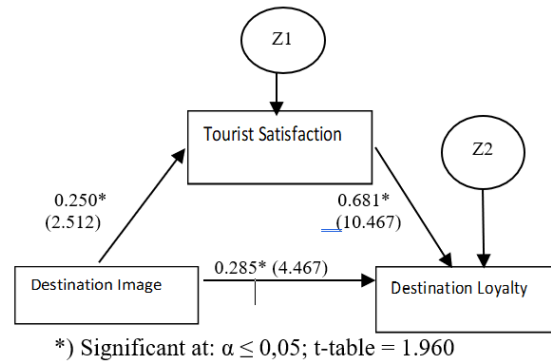 Z1
Tourist Satisfaction
Z2
0.250*
(2.512)
0.681*
(10.467)
0.285* (4.467)
Destination Image
Destination Loyalty
*) Significant at: α ≤ 0,05; t-table = 1.960